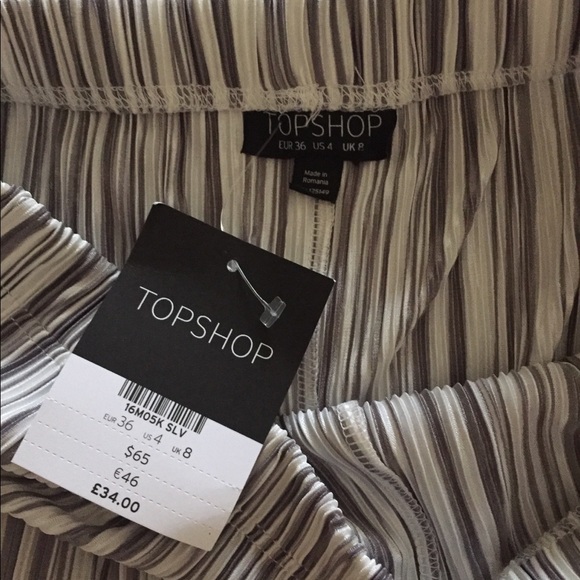 TOPSHOP
EUR 36 US 4 UK 8
Made in
Romania
TOPSHOP
16M05K SLV
EUR 36 US 4 UK 8
$65
€46
£34.00